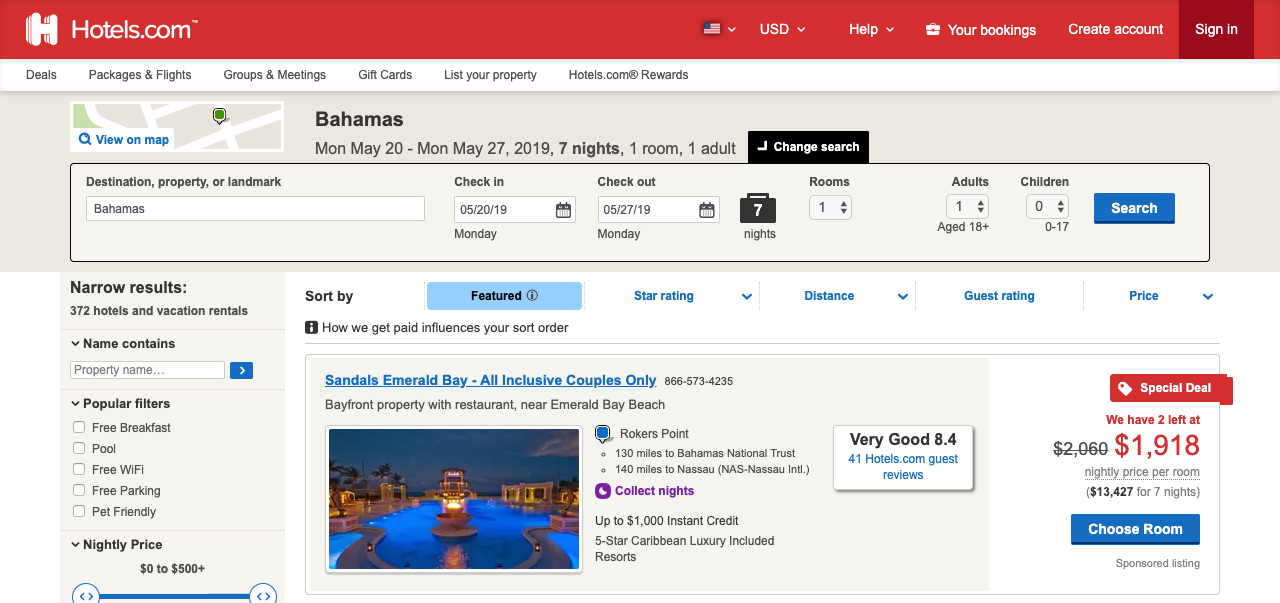 Hotels.com™
USD
Help
Your bookings
Create account
Sign in
Deals
Packages & Flights
Groups & Meetings
Gift Cards
List your property
Hotels.com® Rewards
View on map
Bahamas
Mon May 20 - Mon May 27, 2019, 7 nights, 1 room, 1 adult
Change search
Destination, property, or landmark
Bahamas
Check in
05/20/19
Monday
Check out
05/27/19
Monday
7
nights
Rooms
1
Adults
1
Aged 18+
Children
0
0-17
Search
Narrow results:
372 hotels and vacation rentals
Name contains
Property name…
Popular filters
Free Breakfast
Pool
Free WiFi
Free Parking
Pet Friendly
Nightly Price
$0 to $500+
Sort by
Featured
Star rating
Distance
Guest rating
Price
How we get paid influences your sort order
Sandals Emerald Bay - All Inclusive Couples Only 866-573-4235
Bayfront property with restaurant, near Emerald Bay Beach
Rokers Point
130 miles to Bahamas National Trust
140 miles to Nassau (NAS-Nassau Intl.)
Collect nights
Up to $1,000 Instant Credit
5-Star Caribbean Luxury Included
Resorts
Very Good 8.4
41 Hotels.com guest
reviews
Special Deal
We have 2 left at
$2,060 $1,918
nightly price per room
($13,427 for 7 nights)
Choose Room
Sponsored listing